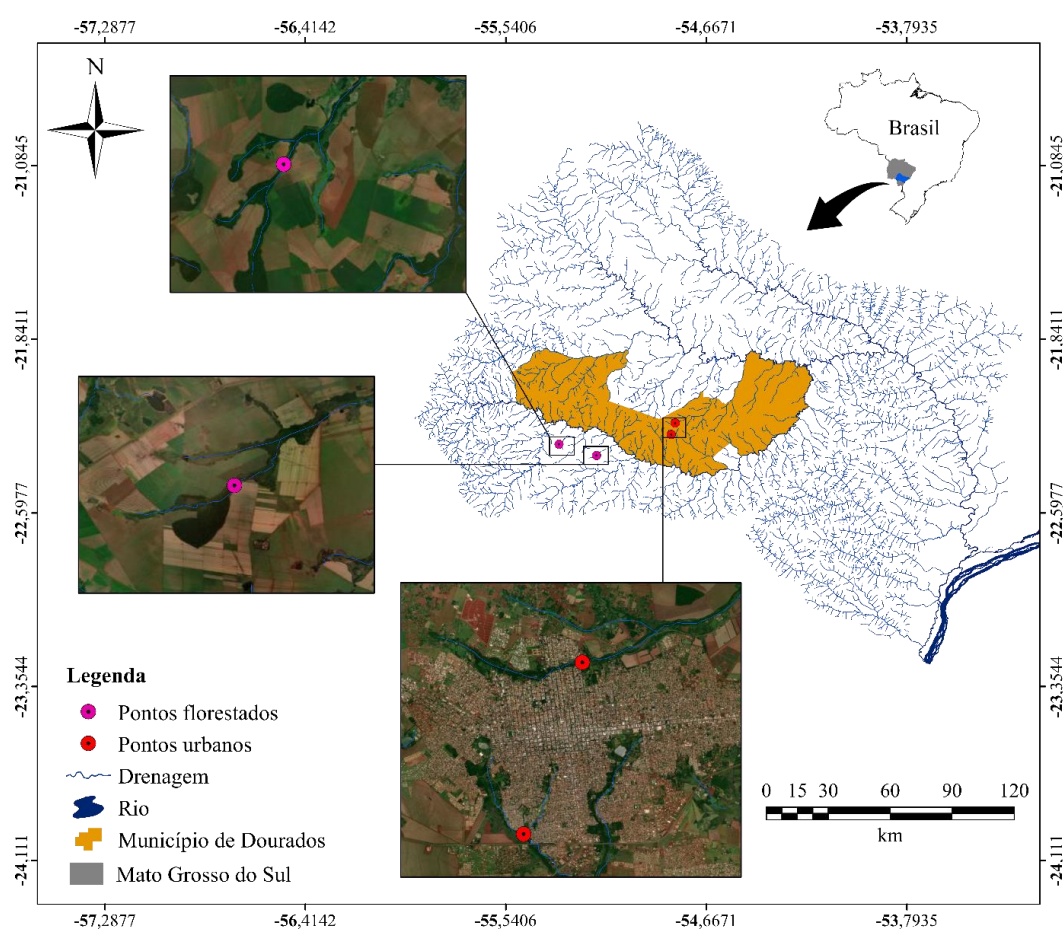 -57,2877 -56,4142 -55,5406 -54,6671 -53,7935
N
Brasil
-21,0845 -21,0845
-21,8411 -21,8411
-22,5977 -22,5977
-23,3544 -23,3544
-24,111 -24,111
Legenda
Pontos florestados
Pontos urbanos
Drenagem
Rio
Município de Dourados
Mato Grosso do Sul
0 15 30 60 90 120
km
-57,2877 -56,4142 -55,5406 -54,6671 -53,7935